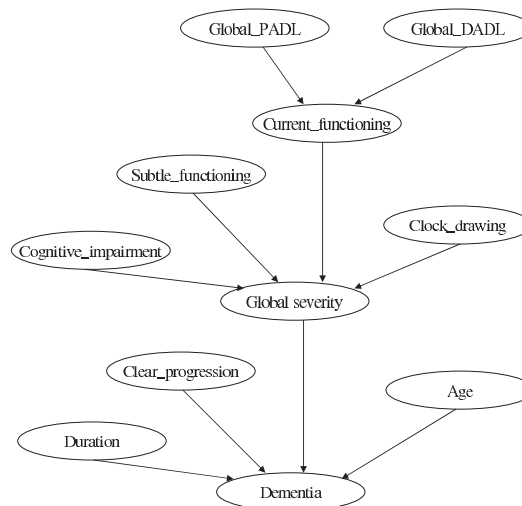 Global_PADL
Global_DADL
Current_functioning
Subtle_functioning
Clock_drawing
Cognitive_impairment
Global severity
Clear_progression
Age
Duration
Dementia